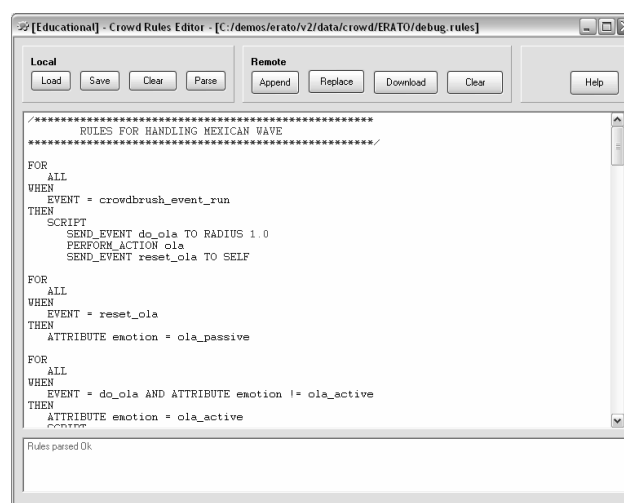 [Educational] - Crowd Rules Editor - [C:/demos/erato/v2/data/crowd/ERATO/debug.rules]
Local
Load Save Clear Parse
Remote
Append Replace Download Clear
Help
/****************************************************
RULES FOR HANDLING MEXICAN WAVE
*****************************************************/
FOR
ALL
WHEN
EVENT = crowdbrush_event_run
THEN
SCRIPT
SEND_EVENT do_ola TO RADIUS 1.0
PERFORM_ACTION ola
SEND_EVENT reset_ola TO SELF
FOR
ALL
WHEN
EVENT = reset_ola
THEN
ATTRIBUTE emotion = ola_passive
FOR
ALL
WHEN
EVENT = do_ola AND ATTRIBUTE emotion != ola_active
THEN
ATTRIBUTE emotion = ola_active
SCRIPT
Rules parsed Ok